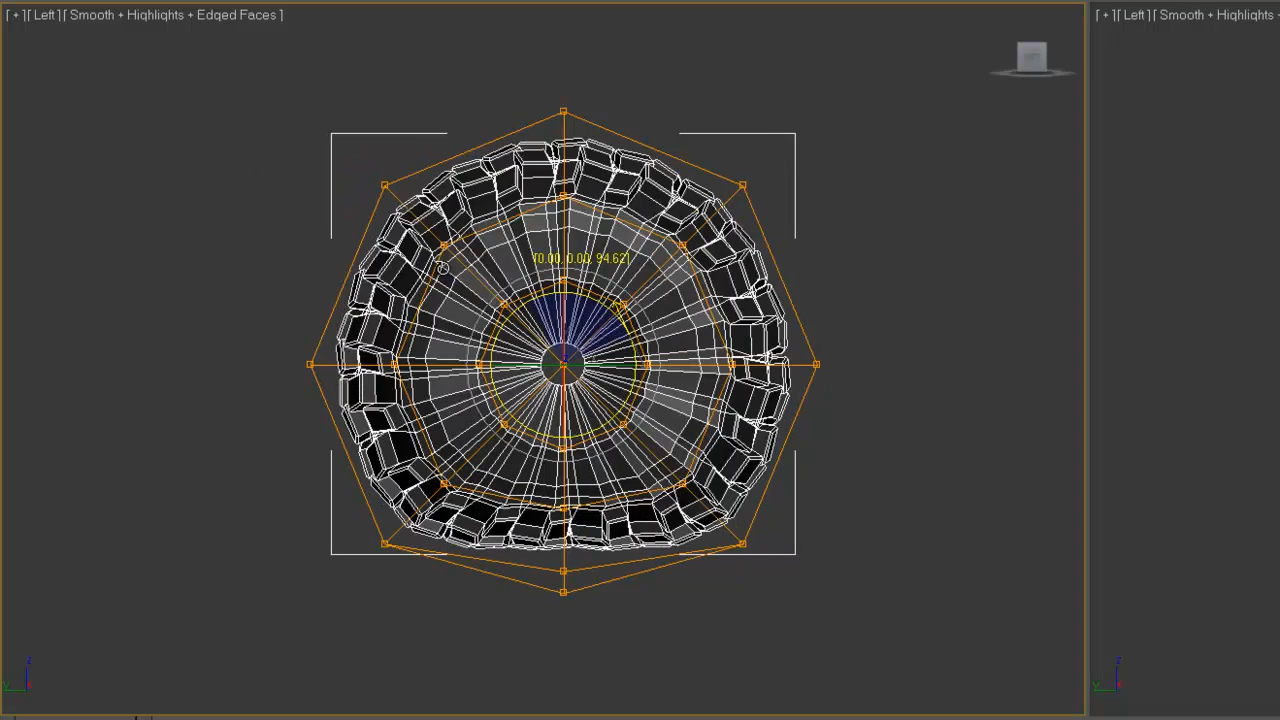 [ + ][ Left ][ Smooth + Highlights + Edged Faces ]
[ + ][ Left ][ Smooth + Highlights +
[0.00, 0.00, 94.62]
Z
Y
Z
Y